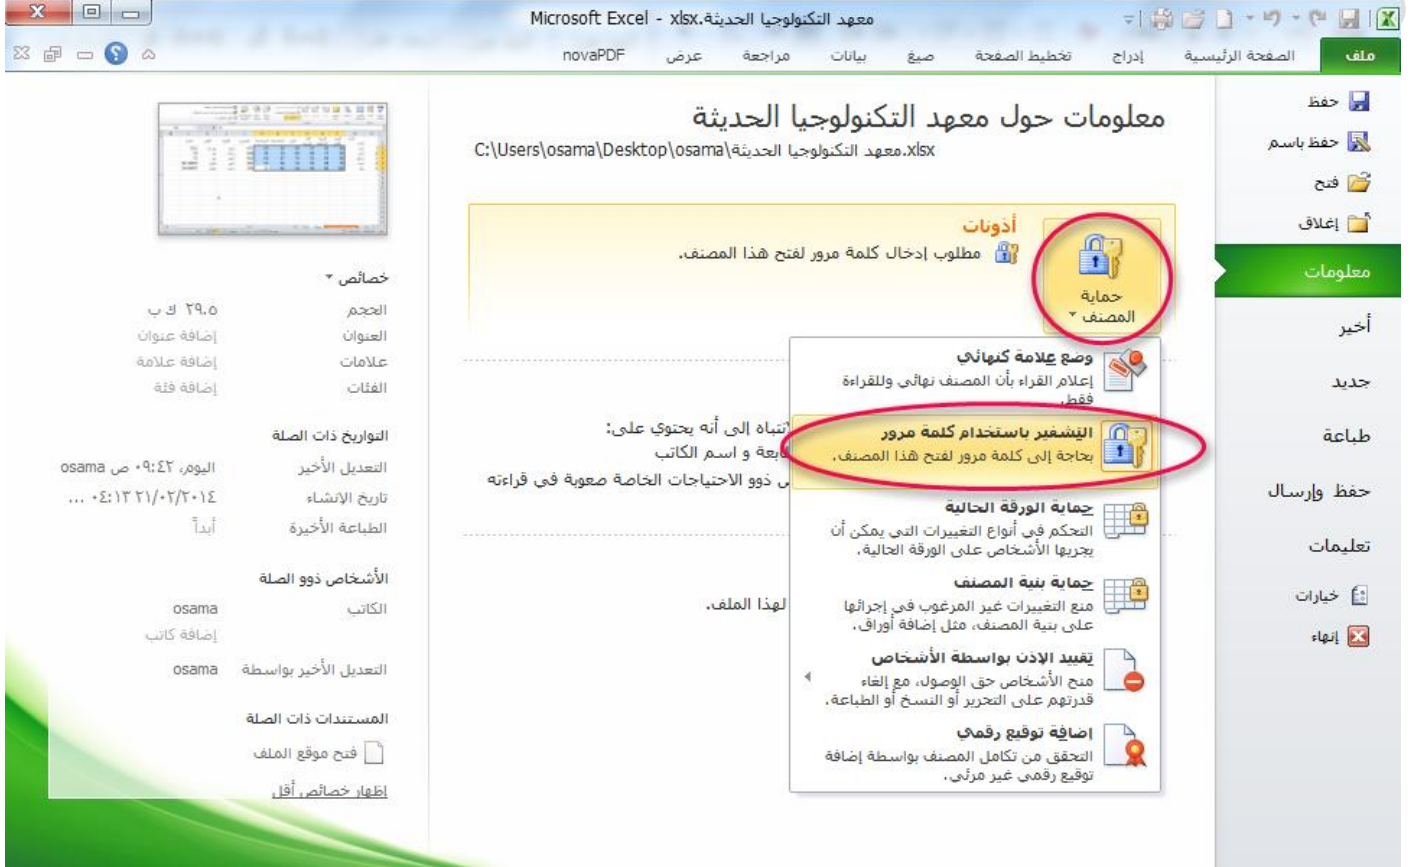 معهد التكنولوجيا الحديثة.xlsx - Microsoft Excel
ملف
الصفحة الرئيسية
إدراج
تخطيط الصفحة
صيغ
بيانات
مراجعة
عرض
novaPDF
حفظ
حفظ باسم
فتح
إغلاق
معلومات
أخير
جديد
طباعة
حفظ وإرسال
تعليمات
خيارات
إنهاء
معلومات حول معهد التكنولوجيا الحديثة
C:\Users\osama\Desktop\osama\معهد التكنولوجيا الحديثة.xlsx
أذونات
مطلوب إدخال كلمة مرور لفتح هذا المصنف.
حماية
المصنف
وضع علامة كنهائي
إعلام القراء بأن المصنف نهائي وللقراءة
فقط.
التشفير باستخدام كلمة مرور
بحاجة إلى كلمة مرور لفتح هذا المصنف.
حماية الورقة الحالية
التحكم في أنواع التغييرات التي يمكن أن
يجريها الأشخاص على الورقة الحالية.
حماية بنية المصنف
منع التغييرات غير المرغوب في إجرائها
على بنية المصنف، مثل إضافة أوراق.
تقييد الإذن بواسطة الأشخاص
منح الأشخاص حق الوصول، مع إلغاء
قدرتهم على التحرير أو النسخ أو الطباعة.
إضافة توقيع رقمي
التحقق من تكامل المصنف بواسطة إضافة
توقيع رقمي غير مرئي.
إلى أنه يحتوي على:
و اسم الكاتب
ذوو الاحتياجات الخاصة صعوبة في قراءته
لهذا الملف.
خصائص
الحجم ٢٩.٥ ك ب
العنوان إضافة عنوان
علامات إضافة علامة
الفئات إضافة فئة
التواريخ ذات الصلة
التعديل الأخير اليوم، ٠٩:٤٢ ص osama
تاريخ الإنشاء ٢١/٠٢/٢٠١٤ ٠٤:١٣ ...
الطباعة الأخيرة أبداً
الأشخاص ذوو الصلة
الكاتب osama
إضافة كاتب
التعديل الأخير بواسطة osama
المستندات ذات الصلة
فتح موقع الملف
إظهار خصائص أقل